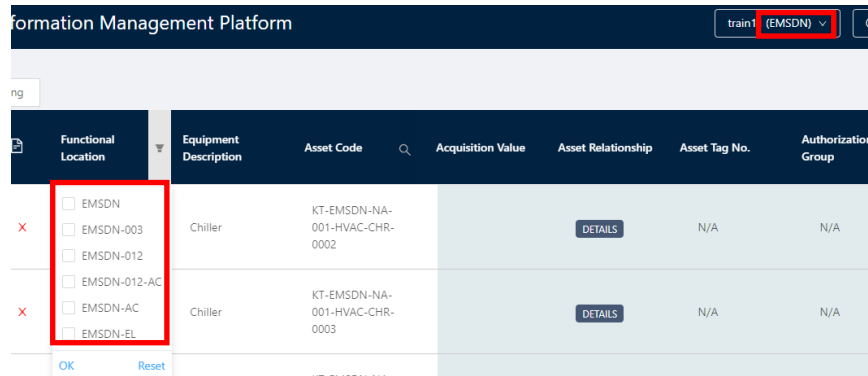 formation Management Platform
train1 (EMSDN)
ng
Functional
Location
Equipment
Description
Asset Code
Acquisition Value
Asset Relationship
Asset Tag No.
Authorization
Group
EMSDN
EMSDN-003
EMSDN-012
EMSDN-012-AC
EMSDN-AC
EMSDN-EL
OK
Reset
X
Chiller
KT-EMSDN-NA-
001-HVAC-CHR-
0002
DETAILS
N/A
N/A
X
Chiller
KT-EMSDN-NA-
001-HVAC-CHR-
0003
DETAILS
N/A
N/A